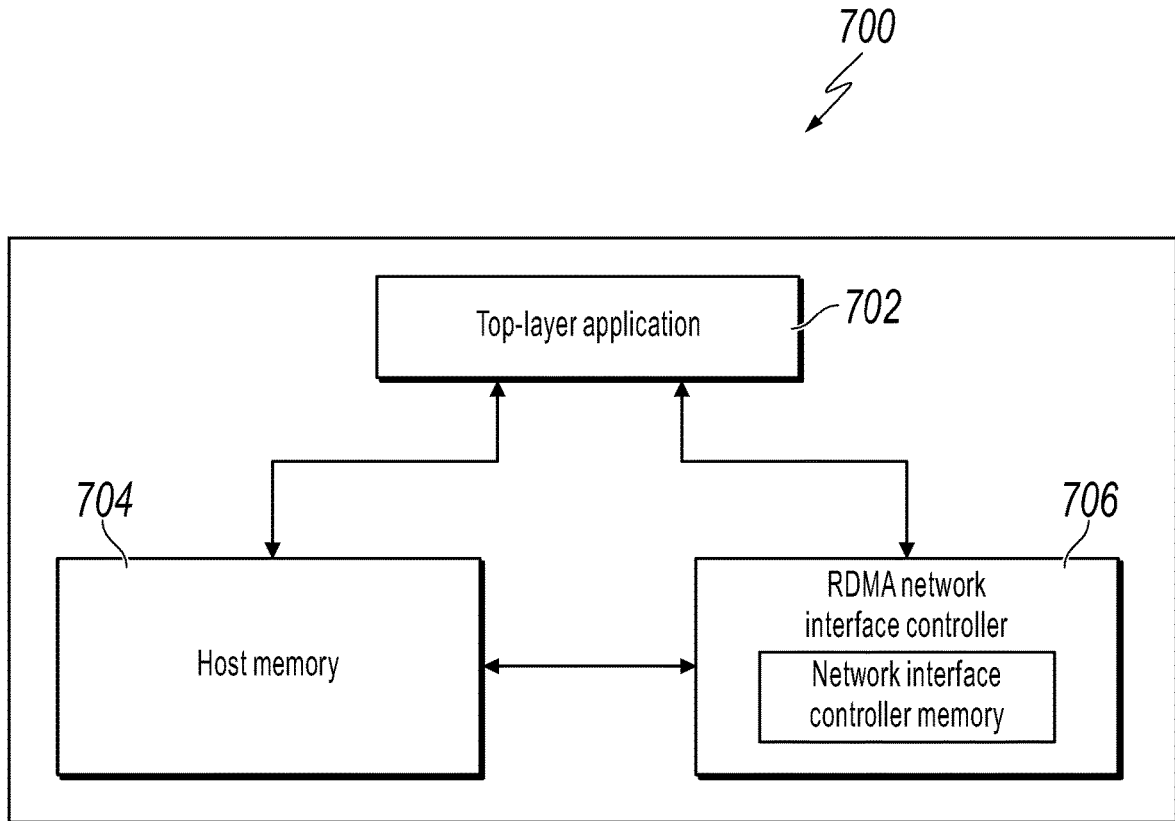 700
Top-layer application
702
704
706
Host memory
RDMA network
interface controller
Network interface
controller memory